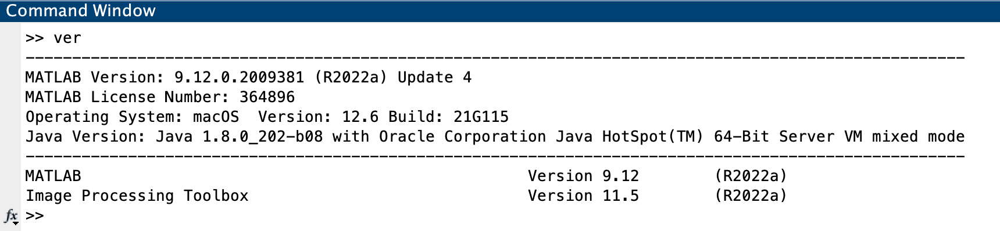 Command Window
>> ver
-----------------------------------------------------------------------------------------------------
MATLAB Version: 9.12.0.2009381 (R2022a) Update 4
MATLAB License Number: 364896
Operating System: macOS  Version: 12.6 Build: 21G115
Java Version: Java 1.8.0_202-b08 with Oracle Corporation Java HotSpot(TM) 64-Bit Server VM mixed mode
-----------------------------------------------------------------------------------------------------
MATLAB                                                Version 9.12        (R2022a)
Image Processing Toolbox                              Version 11.5        (R2022a)
fx >>